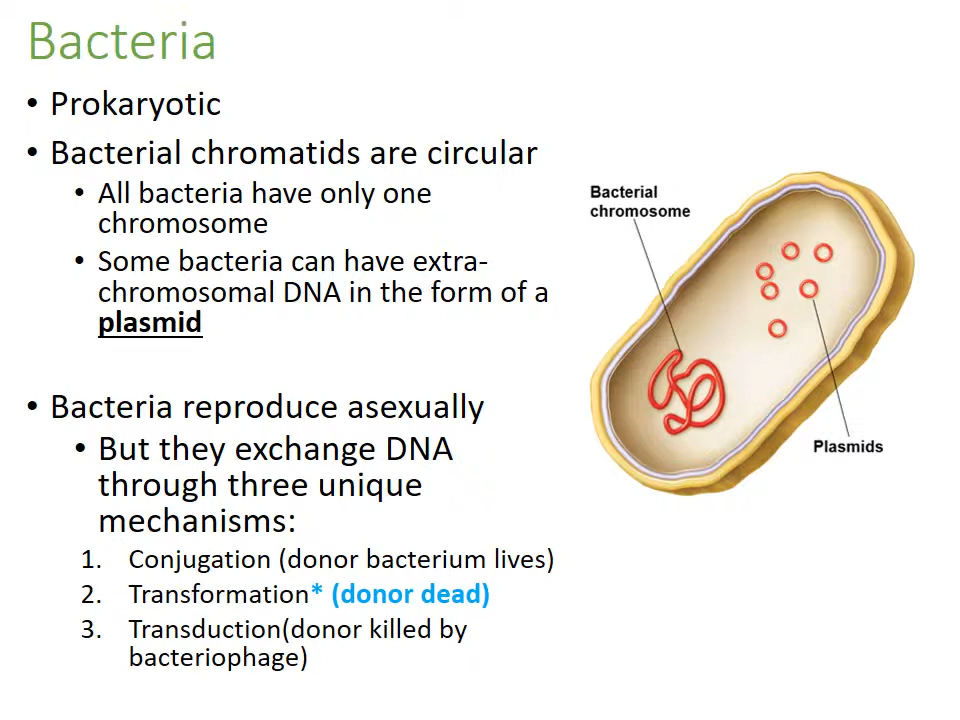 Bacteria
• Prokaryotic
• Bacterial chromatids are circular
• All bacteria have only one
chromosome
• Some bacteria can have extra-
chromosomal DNA in the form of a
plasmid
• Bacteria reproduce asexually
• But they exchange DNA
through three unique
mechanisms:
1. Conjugation (donor bacterium lives)
2. Transformation* (donor dead)
3. Transduction(donor killed by
bacteriophage)
Bacterial
chromosome
Plasmids